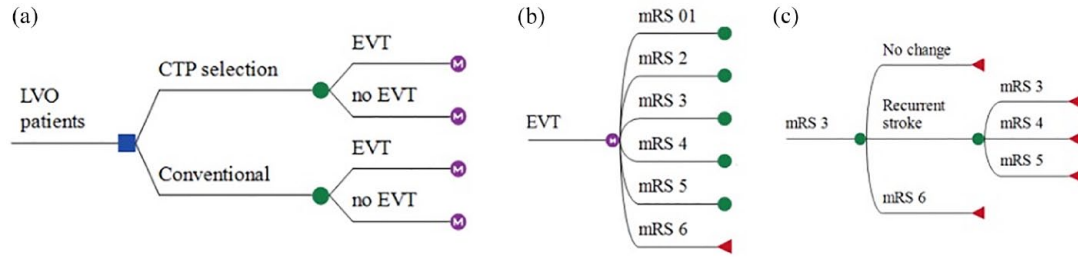 (a)
LVO
patients
CTP selection
Conventional
EVT
no EVT
EVT
no EVT
M
M
M
M
(b)
EVT
M
mRS 01
mRS 2
mRS 3
mRS 4
mRS 5
mRS 6
(c)
mRS 3
No change
Recurrent
stroke
mRS 6
mRS 3
mRS 4
mRS 5